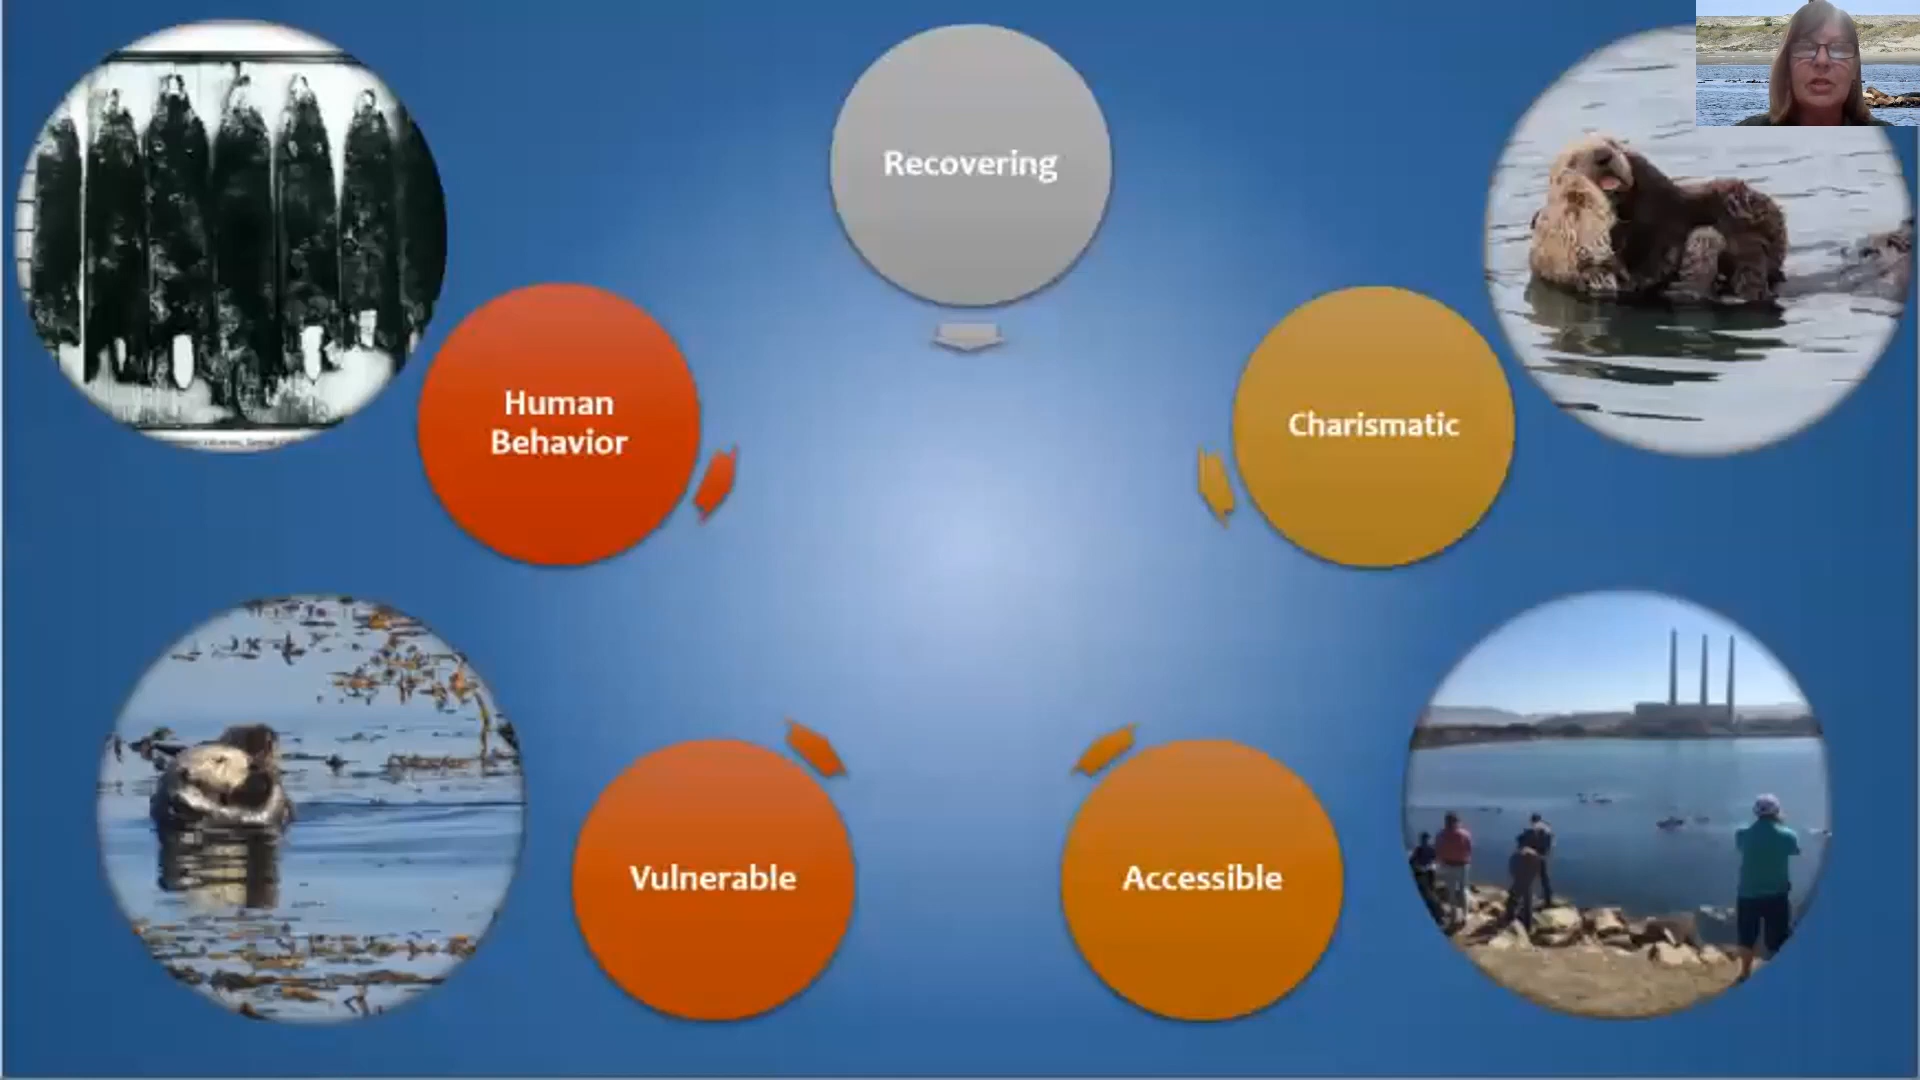 Recovering
Human
Behavior
Charismatic
Vulnerable
Accessible